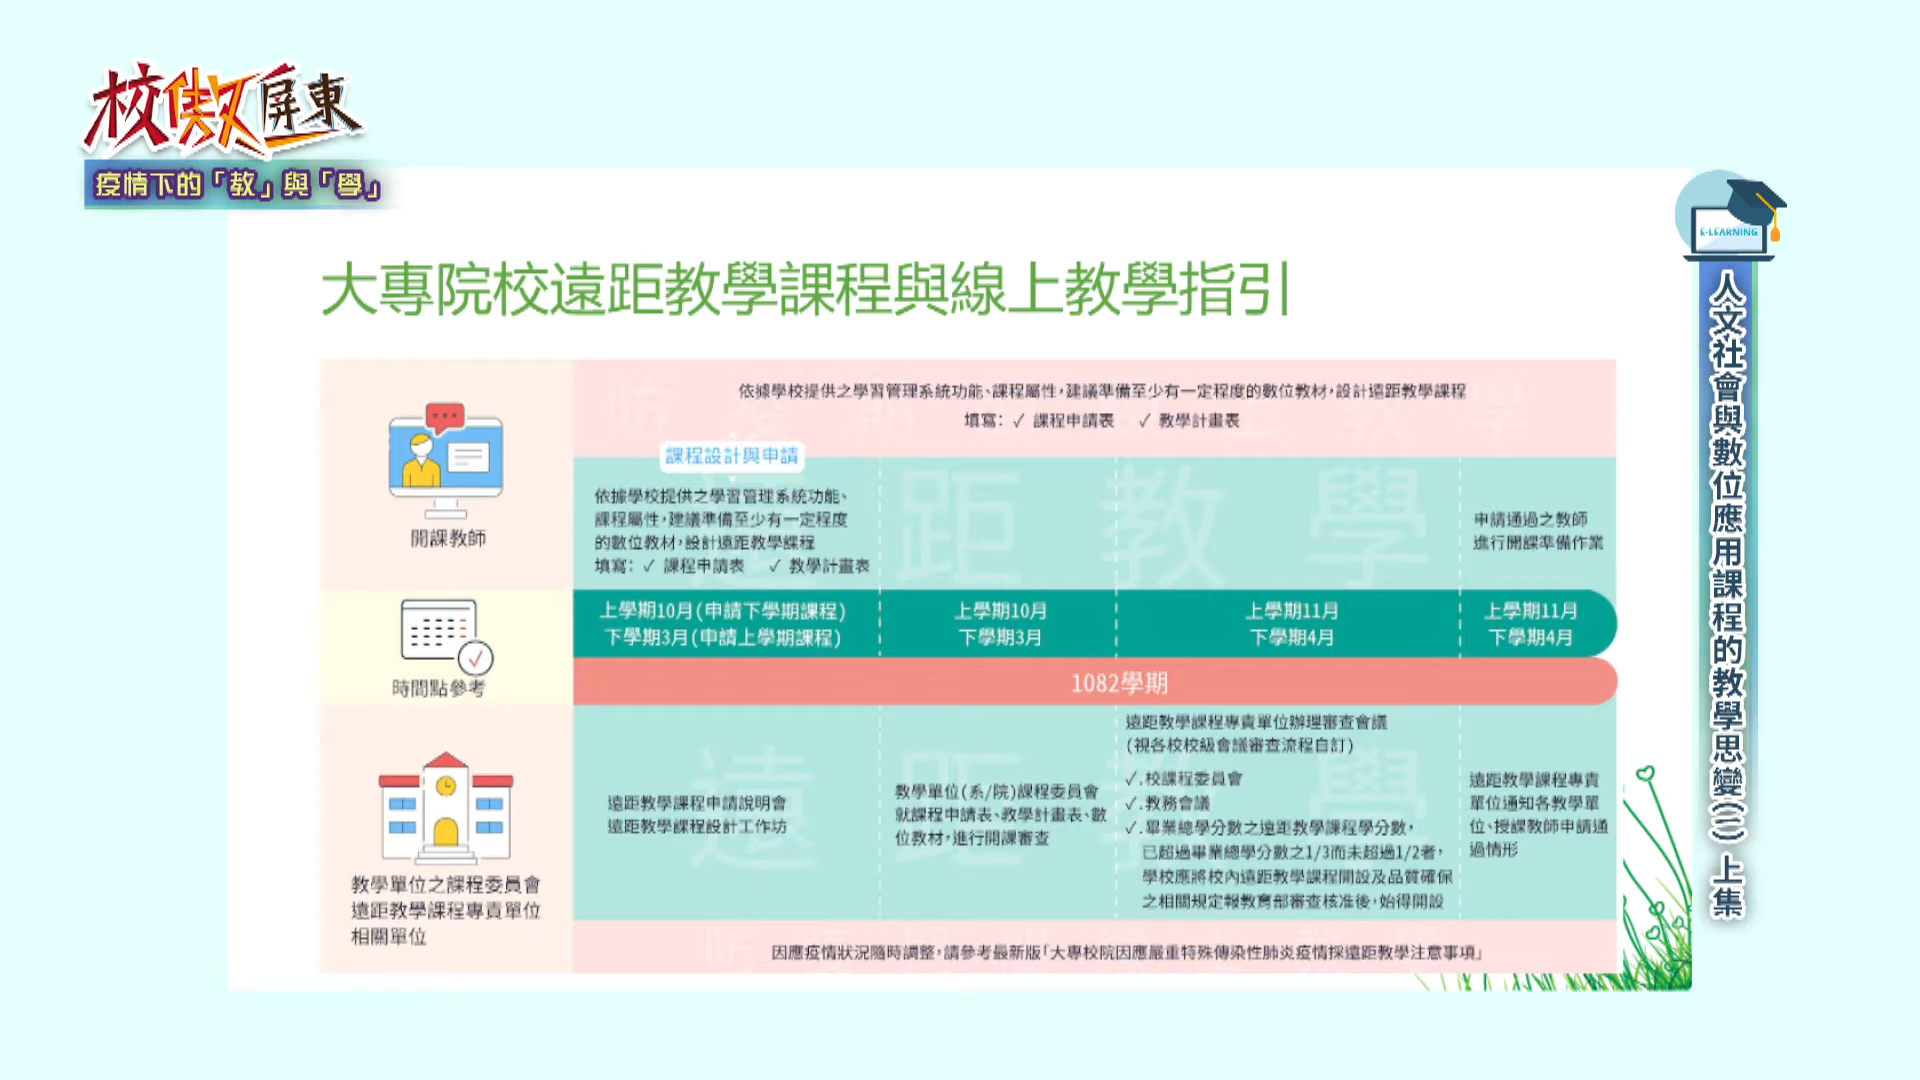 校傲屏東
疫情下的「教」與「學」
E-LEARNING
人文社會與數位應用課程的教學思變(二)上集
大專院校遠距教學課程與線上教學指引
依據學校提供之學習管理系統功能、課程屬性,建議準備至少有一定程度的數位教材,設計遠距教學課程
填寫: ✓ 課程申請表 ✓ 教學計畫表
課程設計與申請
開課教師
依據學校提供之學習管理系統功能、
課程屬性,建議準備至少有一定程度
的數位教材,設計遠距教學課程
填寫: ✓ 課程申請表 ✓ 教學計畫表
申請通過之教師
進行開課準備作業
遠距教學
時間點參考
上學期10月(申請下學期課程)
下學期3月(申請上學期課程)
上學期10月
下學期3月
上學期11月
下學期4月
上學期11月
下學期4月
1082學期
教學單位之課程委員會
遠距教學課程專責單位
相關單位
遠距教學課程申請說明會
遠距教學課程設計工作坊
教學單位(系/院)課程委員會
就課程申請表、教學計畫表、數
位教材,進行開課審查
遠距教學課程專責單位辦理審查會議
(視各校校級會議審查流程自訂)
✓.校課程委員會
✓.教務會議
✓.畢業總學分數之遠距教學課程學分數,
已超過畢業總學分數之1/3而未超過1/2者,
學校應將校內遠距教學課程開設及品質確保
之相關規定報教育部審查核准後,始得開設
遠距教學課程專責
單位通知各教學單
位、授課教師申請通
過情形
遠距教學
因應疫情狀況隨時調整,請參考最新版「大專校院因應嚴重特殊傳染性肺炎疫情採遠距教學注意事項」